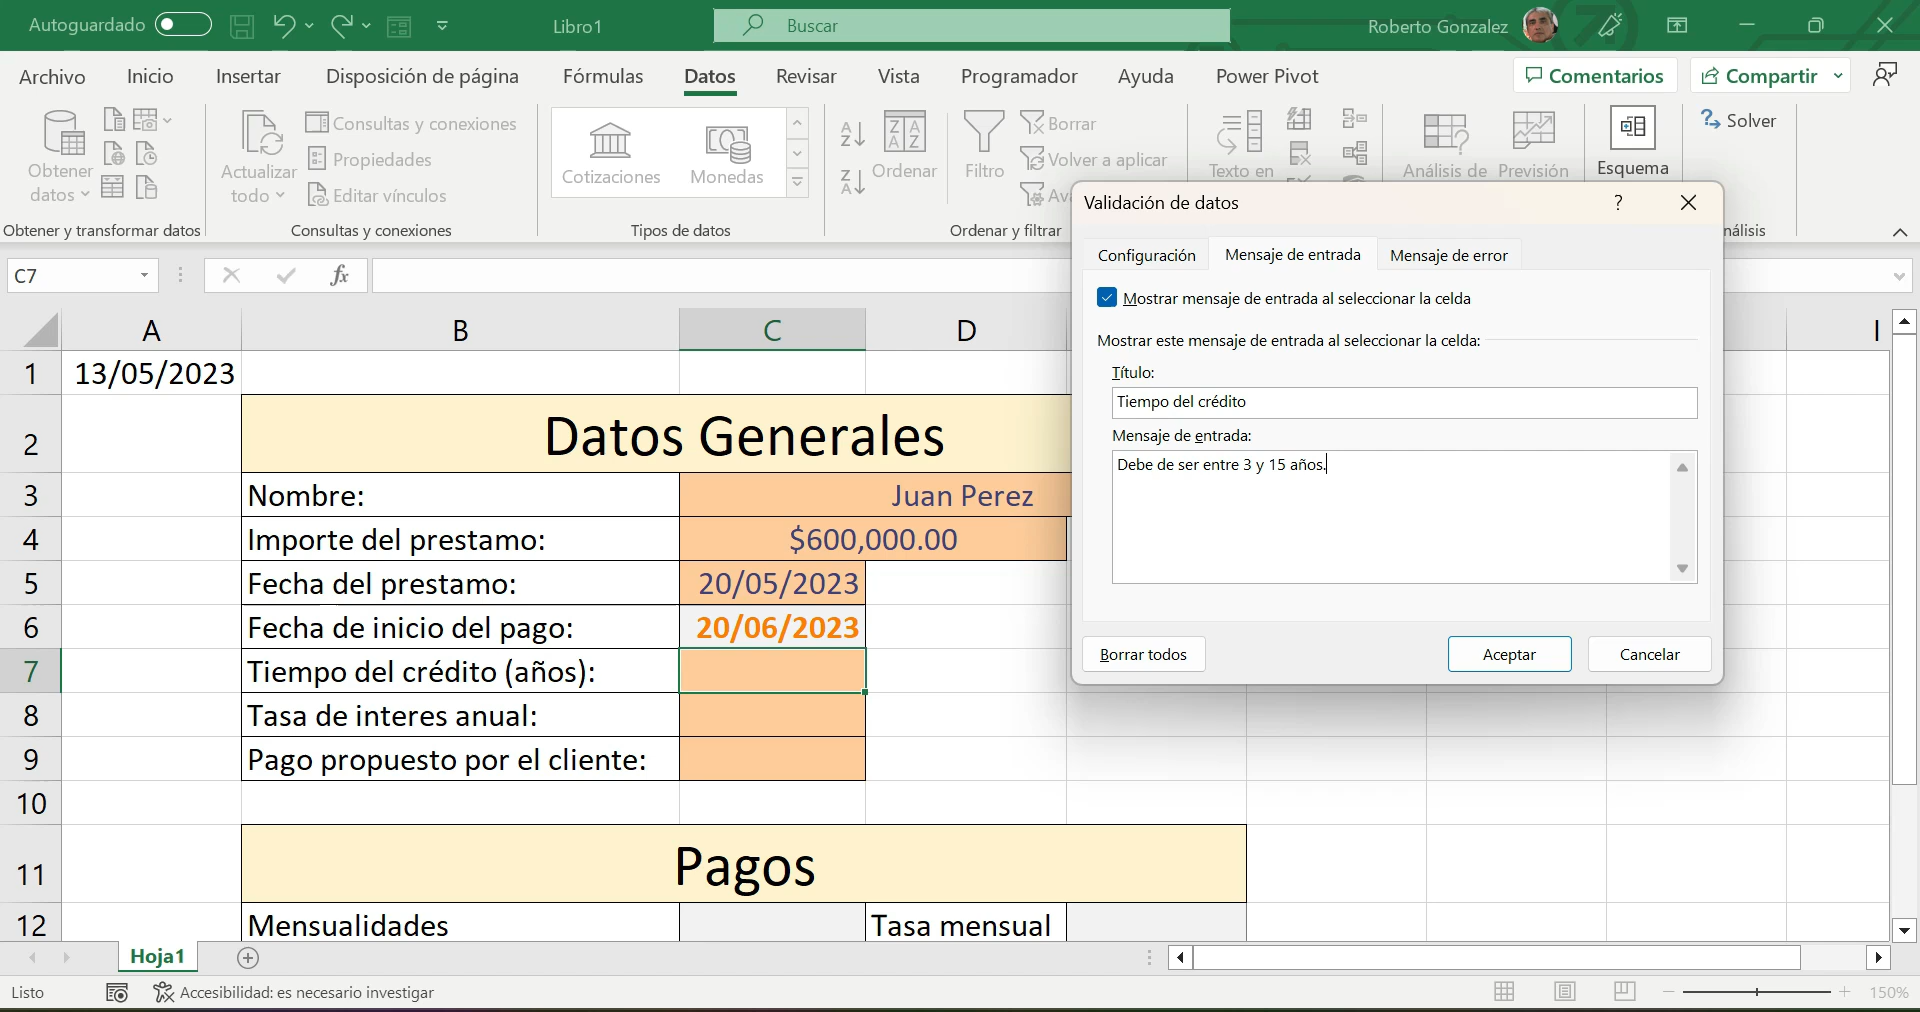 Autoguardado
Libro1
Buscar
Roberto Gonzalez
Archivo Inicio Insertar Disposición de página Fórmulas Datos Revisar Vista Programador Ayuda Power Pivot
Comentarios
Compartir
Obtener
datos
Obtener y transformar datos
Actualizar
todo
Consultas y conexiones
Propiedades
Editar vínculos
Consultas y conexiones
Cotizaciones
Monedas
Tipos de datos
Ordenar
Filtro
Borrar
Volver a aplicar
Ordenar y filtrar
Texto en
Análisis de
Previsión
Esquema
Solver
C7
fx
A B C D I
1 13/05/2023
2 Datos Generales
3 Nombre: Juan Perez
4 Importe del prestamo: $600,000.00
5 Fecha del prestamo: 20/05/2023
6 Fecha de inicio del pago: 20/06/2023
7 Tiempo del crédito (años):
8 Tasa de interes anual:
9 Pago propuesto por el cliente:
10
11 Pagos
12 Mensualidades Tasa mensual
Validación de datos ?
Configuración Mensaje de entrada Mensaje de error
Mostrar mensaje de entrada al seleccionar la celda
Mostrar este mensaje de entrada al seleccionar la celda:
Título:
Tiempo del crédito
Mensaje de entrada:
Debe de ser entre 3 y 15 años.
Borrar todos Aceptar Cancelar
Hoja1
Listo
Accesibilidad: es necesario investigar
150%